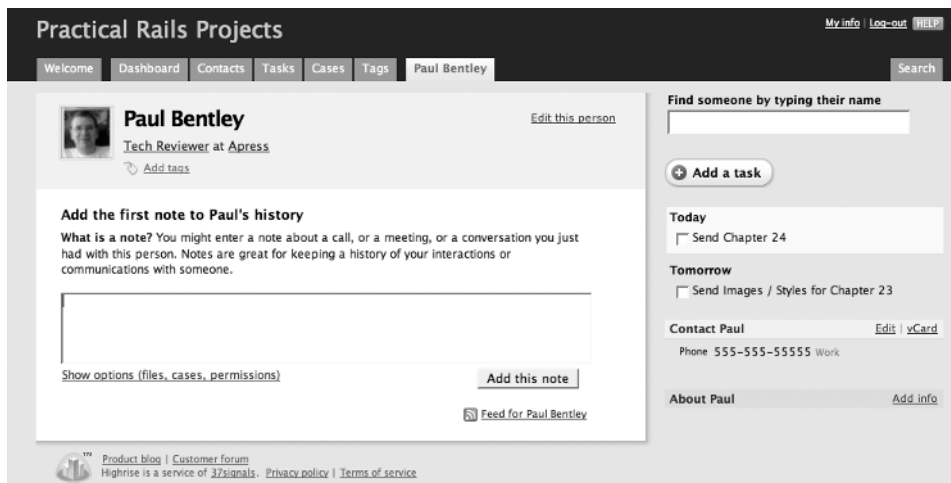 Practical Rails Projects
My info | Log-out HELP
Welcome Dashboard Contacts Tasks Cases Tags Paul Bentley Search
Paul Bentley
Edit this person
Tech Reviewer at Apress
Add tags
Add the first note to Paul's history
What is a note? You might enter a note about a call, or a meeting, or a conversation you just
had with this person. Notes are great for keeping a history of your interactions or
communications with someone.
Show options (files, cases, permissions)
Add this note
Feed for Paul Bentley
Find someone by typing their name
Add a task
Today
Send Chapter 24
Tomorrow
Send Images / Styles for Chapter 23
Contact Paul Edit | vCard
Phone 555-555-55555 Work
About Paul Add info
TM
Product blog | Customer forum
Highrise is a service of 37signals. Privacy policy | Terms of service